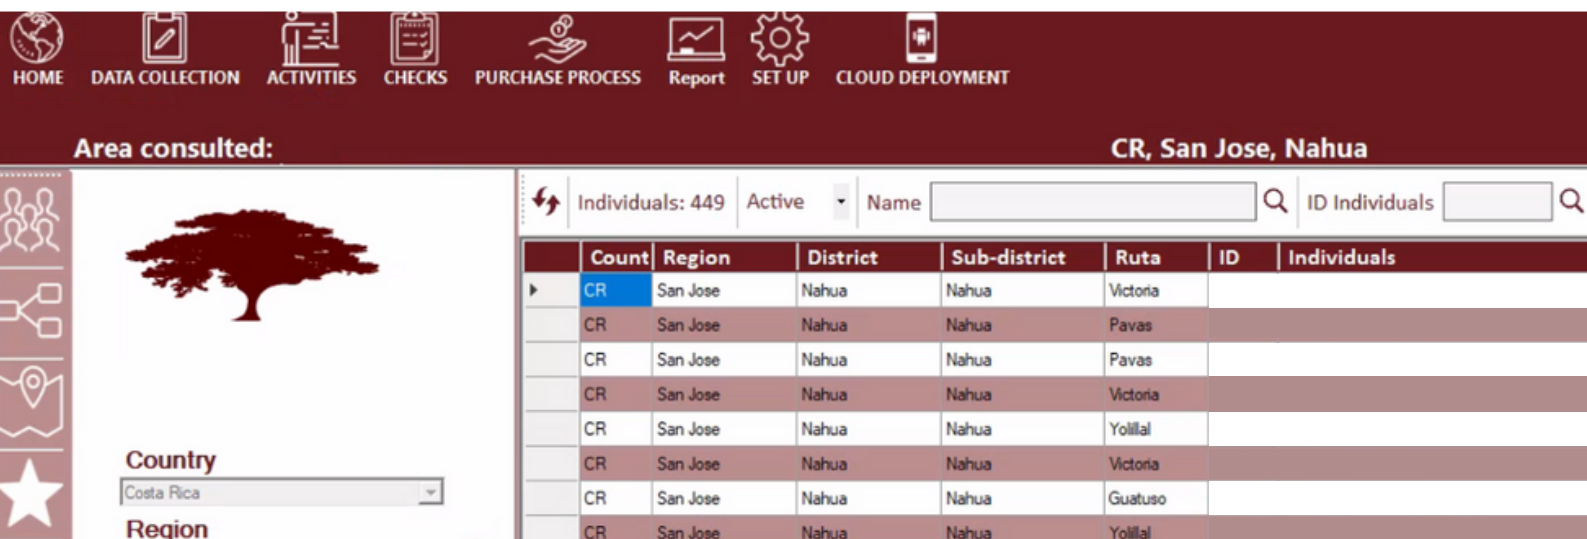 HOME DATA COLLECTION ACTIVITIES CHECKS PURCHASE PROCESS Report SET UP CLOUD DEPLOYMENT
Area consulted: CR, San Jose, Nahua
Individuals: 449 Active Name ID Individuals
Count Region District Sub-district Ruta ID Individuals
CR San Jose Nahua Nahua Victoria
CR San Jose Nahua Nahua Pavas
CR San Jose Nahua Nahua Pavas
CR San Jose Nahua Nahua Victoria
CR San Jose Nahua Nahua Yolillal
CR San Jose Nahua Nahua Victoria
CR San Jose Nahua Nahua Guatuso
CR San Jose Nahua Nahua Yolillal
Country
Costa Rica
Region